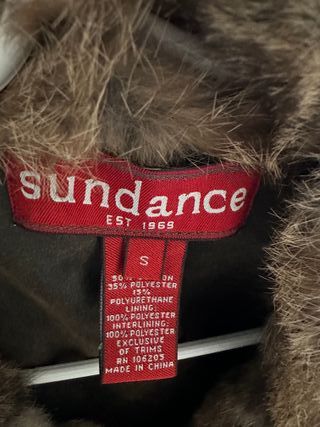 sundance
EST 1969
S
35% POLYESTER
15%
POLYURETHANE
LINING:
100% POLYESTER
INTERLINING:
100% POLYESTER
EXCLUSIVE
OF TRIMS
RN 106205
MADE IN CHINA